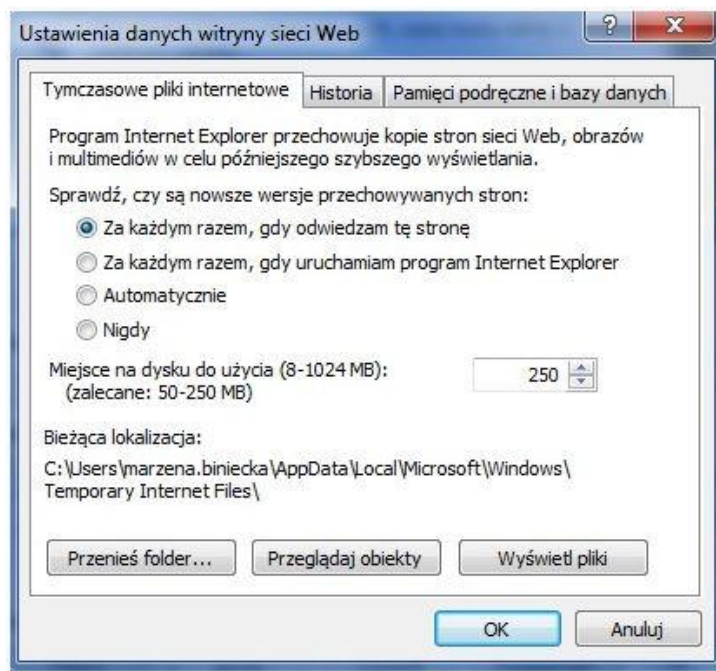 Ustawienia danych witryny sieci Web
Tymczasowe pliki internetowe Historia Pamięci podręczne i bazy danych
Program Internet Explorer przechowuje kopie stron sieci Web, obrazów
i multimediów w celu późniejszego szybszego wyświetlania.
Sprawdź, czy są nowsze wersje przechowywanych stron:
Za każdym razem, gdy odwiedzam tę stronę
Za każdym razem, gdy uruchamiam program Internet Explorer
Automatycznie
Nigdy
Miejsce na dysku do użycia (8-1024 MB): 250
(zalecane: 50-250 MB)
Bieżąca lokalizacja:
C:\Users\marzena.biniecka\AppData\Local\Microsoft\Windows\
Temporary Internet Files\
Przenieś folder... Przeglądaj obiekty Wyświetl pliki
OK Anuluj